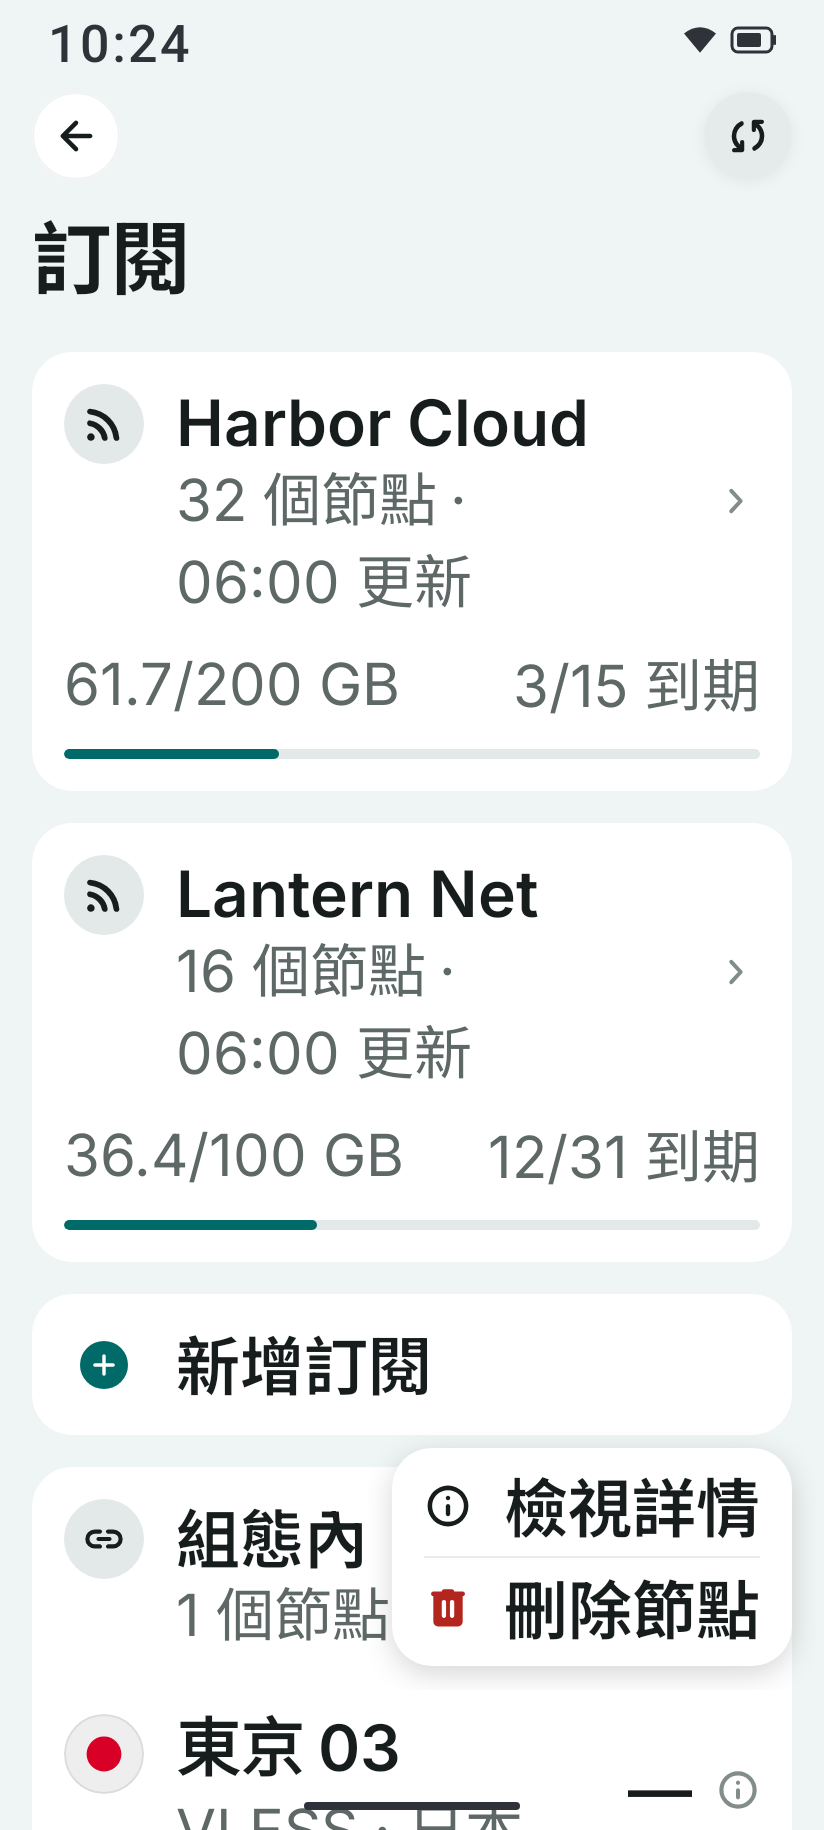 10:24
訂閱
Harbor Cloud
32 個節點 ·
06:00 更新
61.7/200 GB
3/15 到期
Lantern Net
16 個節點 ·
06:00 更新
36.4/100 GB
12/31 到期
新增訂閱
組態內
1 個節點
檢視詳情
刪除節點
東京 03
—
VLESS · 日本